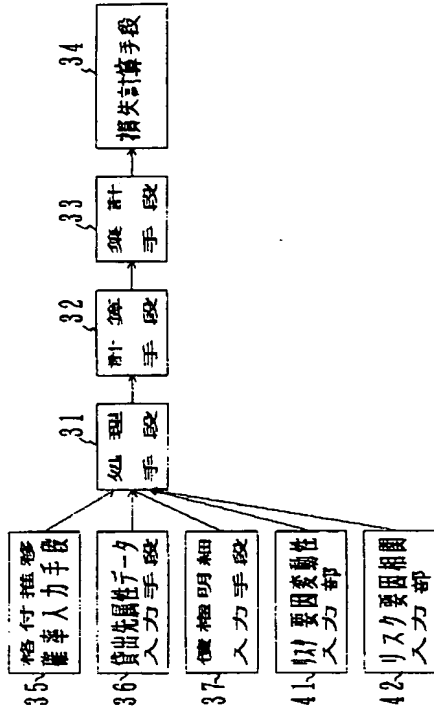 35
格付推移
確率入力手段
36
貸出先属性データ
入力手段
37
債権明細
入力手段
41
リスク要因変動性
入力部
42
リスク要因相関
入力部
31
処理
手段
32
計算
手段
33
集計
手段
34
損失計算手段